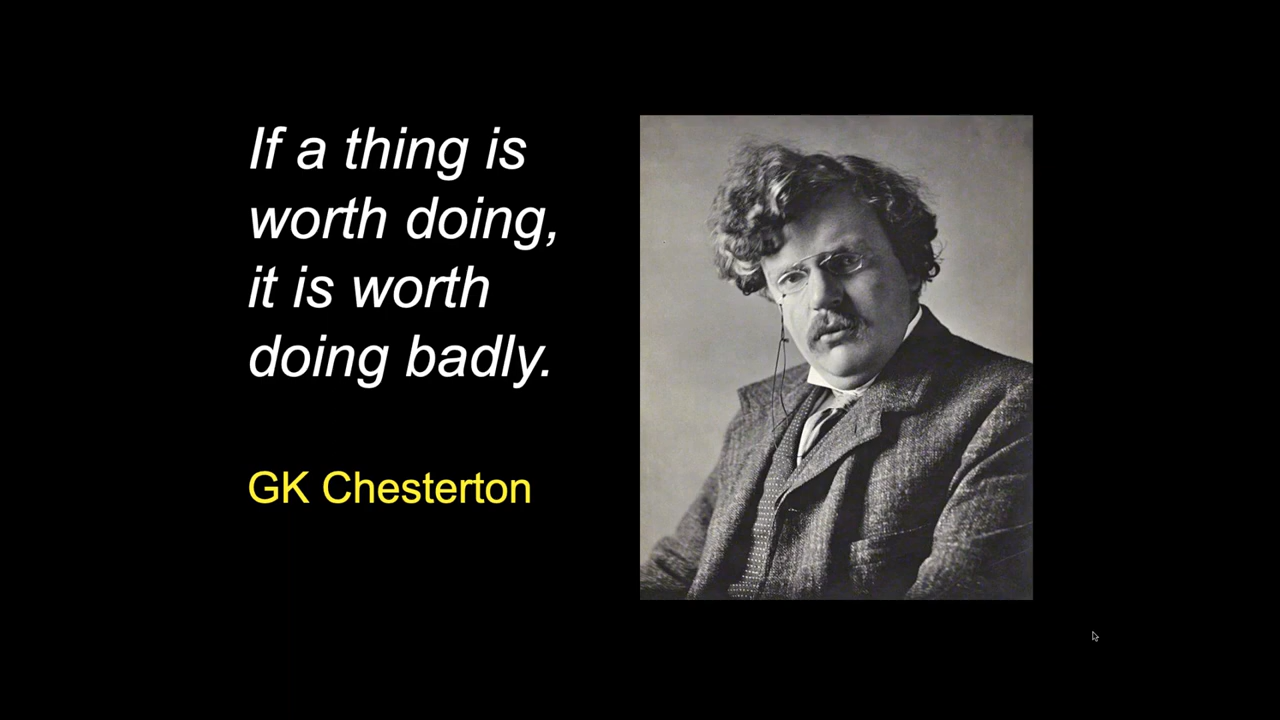 If a thing is
worth doing,
it is worth
doing badly.
GK Chesterton